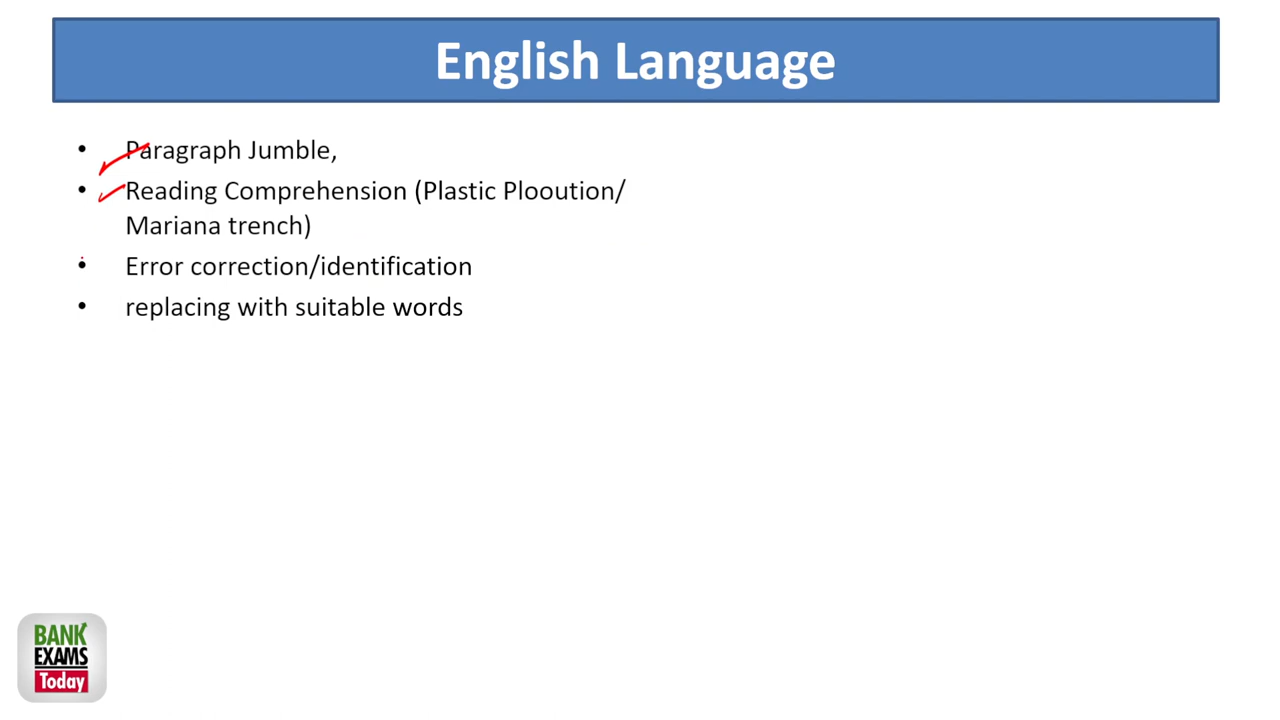 English Language
• Paragraph Jumble,
• Reading Comprehension (Plastic Plooution/
Mariana trench)
• Error correction/identification
• replacing with suitable words
BANK
EXAMS
Today